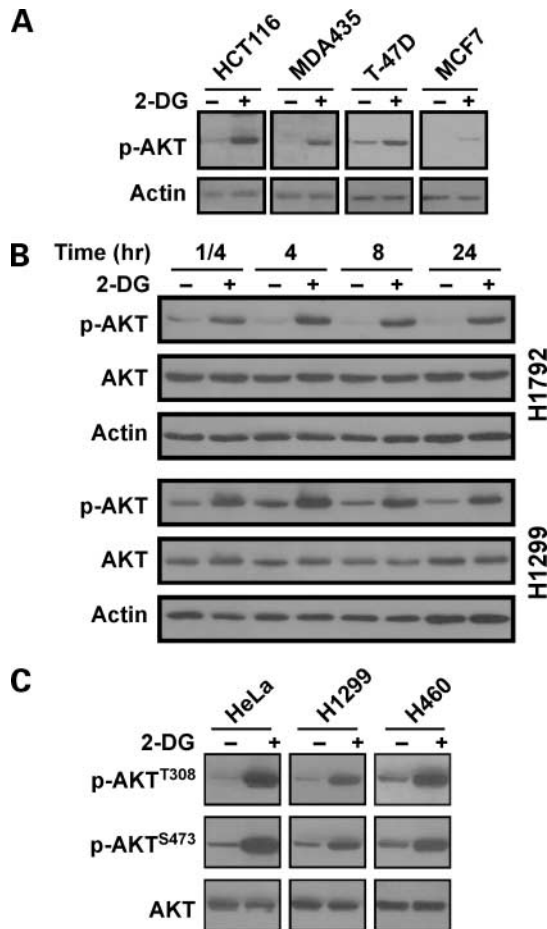 A
HCT116 MDA435 T-47D MCF7
2-DG – + – + – + – +
p-AKT
Actin
B
Time (hr) 1/4 4 8 24
2-DG – + – + – + – +
p-AKT
AKT
Actin
H1792
p-AKT
AKT
Actin
H1299
C
HeLa H1299 H460
2-DG – + – + – +
p-AKT^T308
p-AKT^S473
AKT